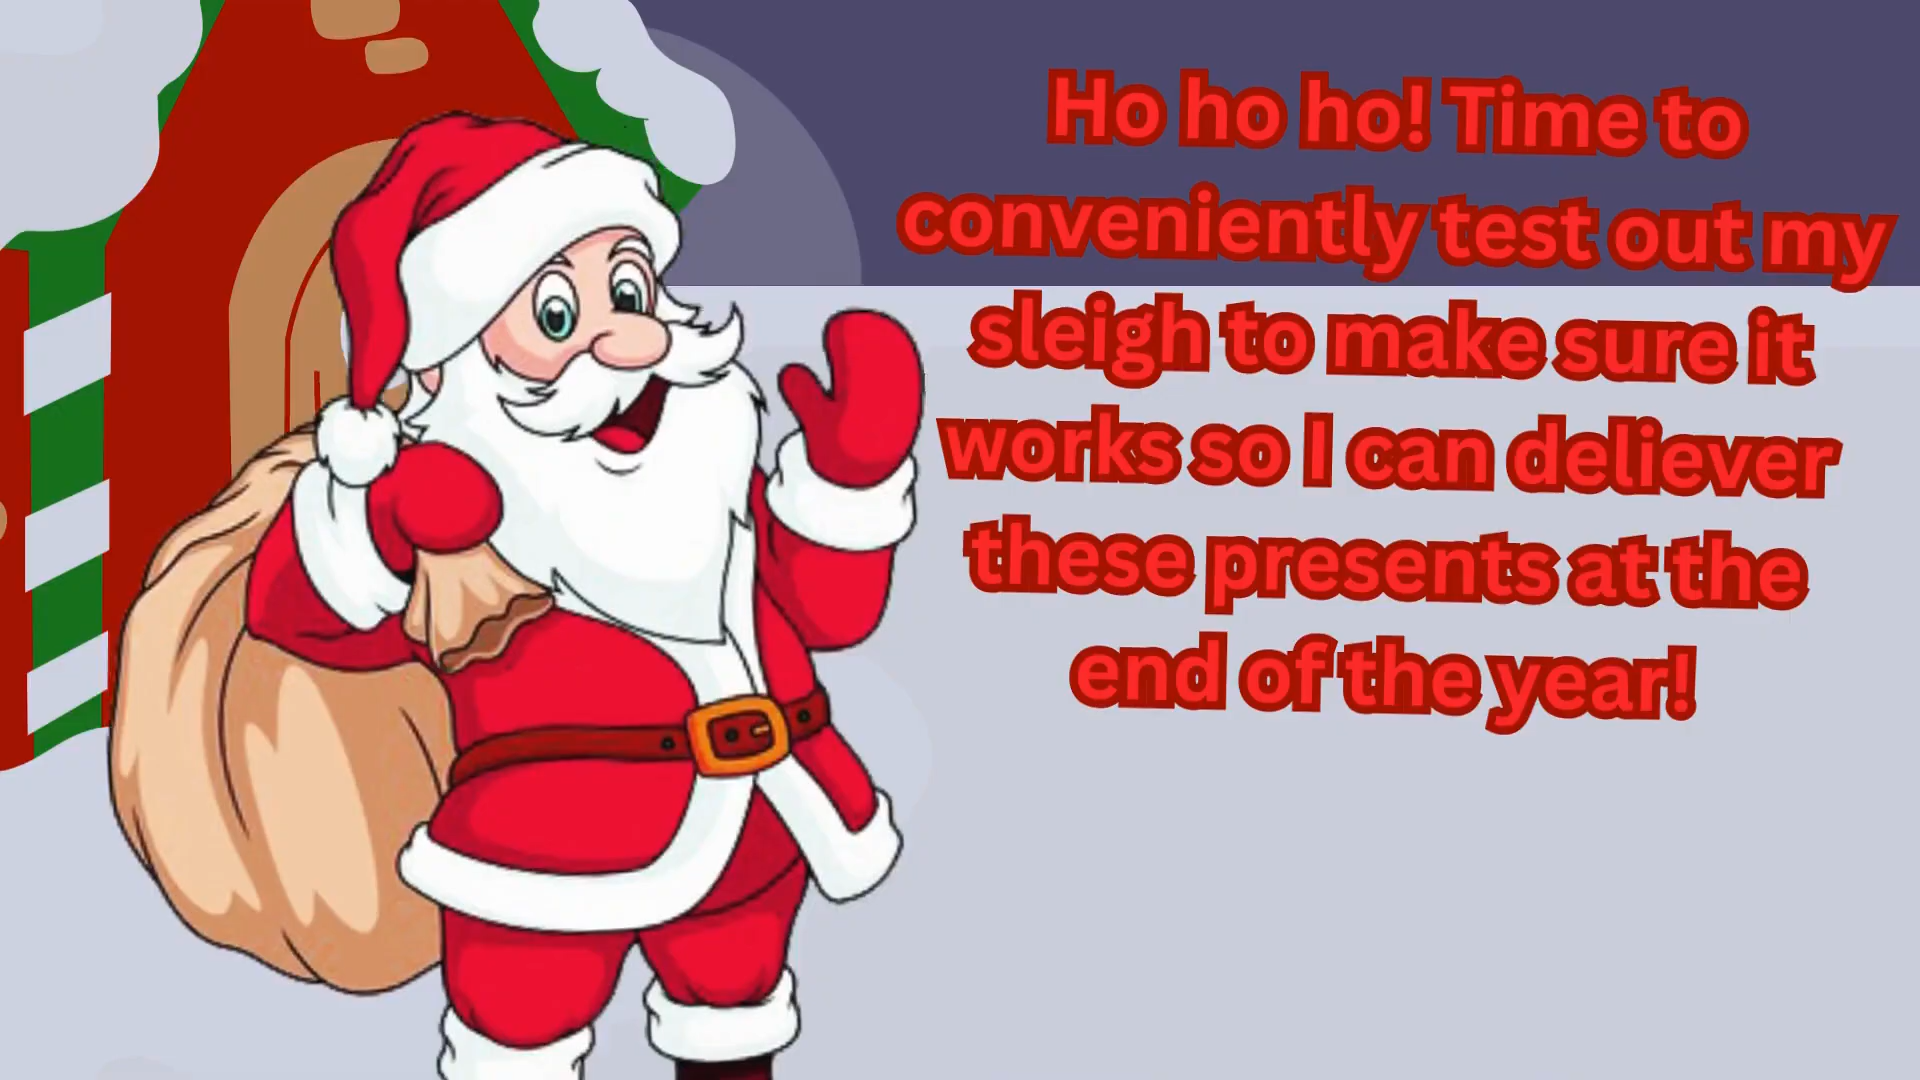 Ho ho ho! Time to
conveniently test out my
sleigh to make sure it
works so I can deliever
these presents at the
end of the year!